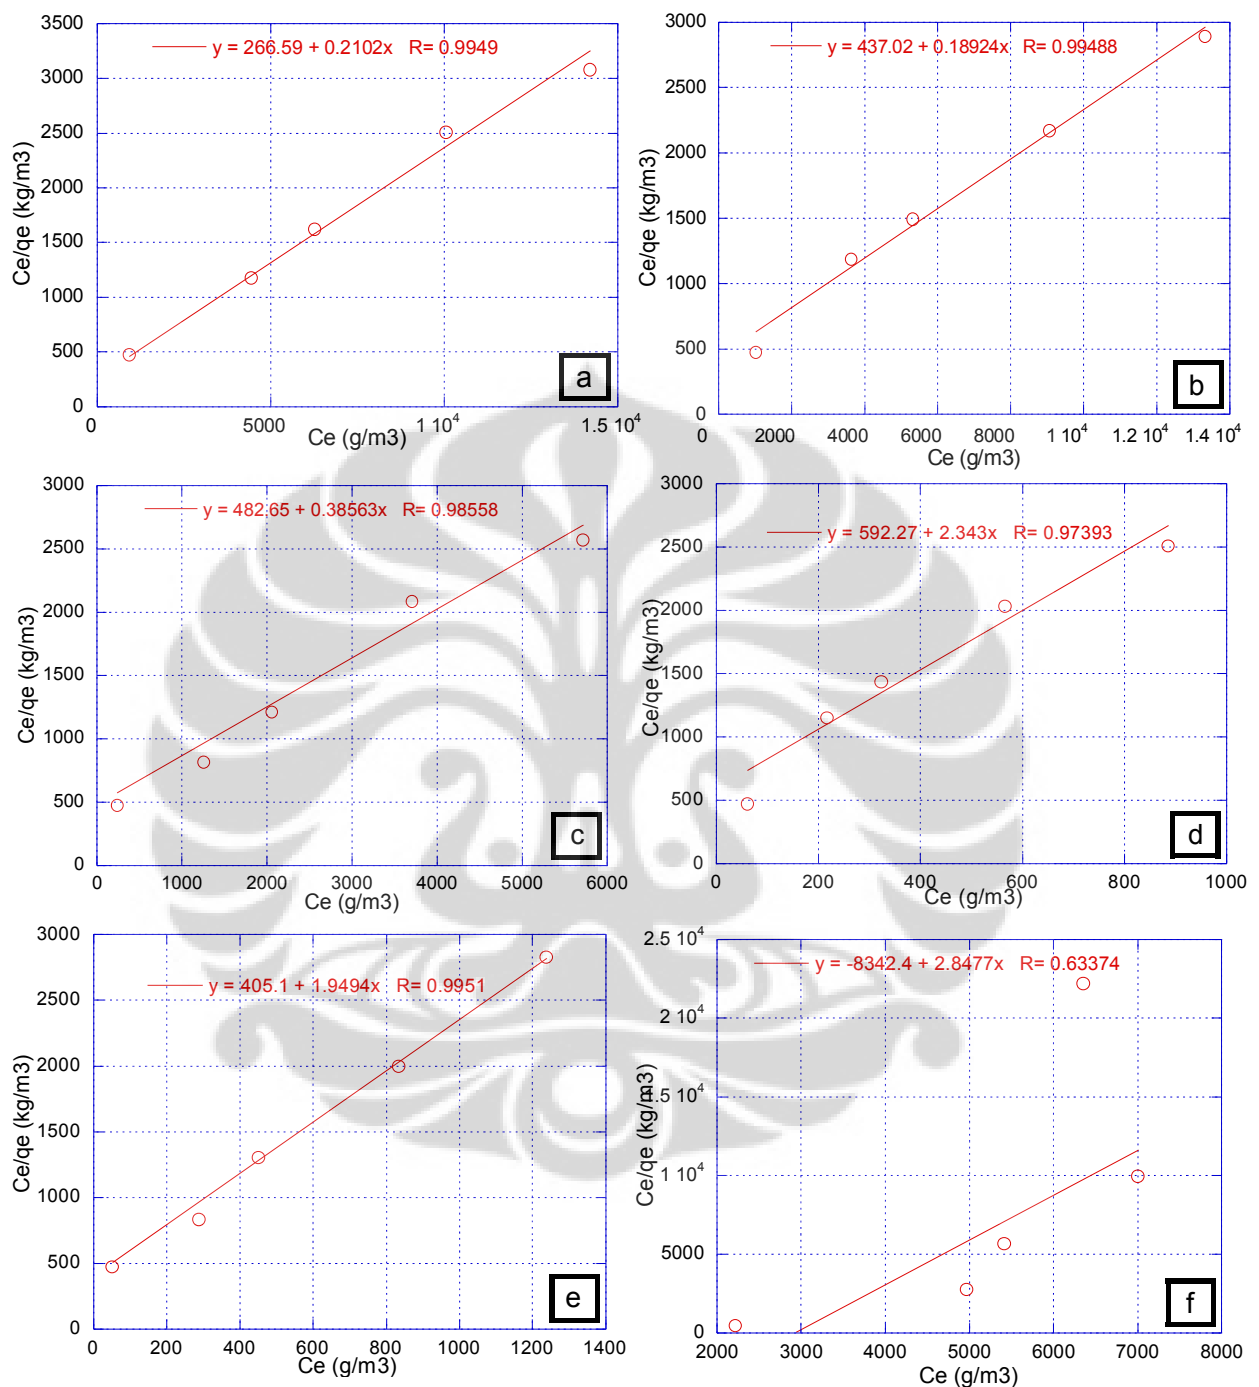 3500
3000
2500
2000
1500
1000
500
0
Ce/qe (kg/m3)
y = 266.59 + 0.2102x R= 0.9949
a
0 5000 1 10^4 1.5 10^4
Ce (g/m3)
3000
2500
2000
1500
1000
500
0
Ce/qe (kg/m3)
y = 437.02 + 0.18924x R= 0.99488
b
0 2000 4000 6000 8000 1 10^4 1.2 10^4 1.4 10^4
Ce (g/m3)
3000
2500
2000
1500
1000
500
0
Ce/qe (kg/m3)
y = 482.65 + 0.38563x R= 0.98558
c
0 1000 2000 3000 4000 5000 6000
Ce (g/m3)
3000
2500
2000
1500
1000
500
0
Ce/qe (kg/m3)
y = 592.27 + 2.343x R= 0.97393
d
0 200 400 600 800 1000
Ce (g/m3)
3000
2500
2000
1500
1000
500
0
Ce/qe (kg/m3)
y = 405.1 + 1.9494x R= 0.9951
e
0 200 400 600 800 1000 1200 1400
Ce (g/m3)
2.5 10^4
2 10^4
1.5 10^4
1 10^4
5000
0
Ce/qe (kg/m3)
y = -8342.4 + 2.8477x R= 0.63374
f
2000 3000 4000 5000 6000 7000 8000
Ce (g/m3)